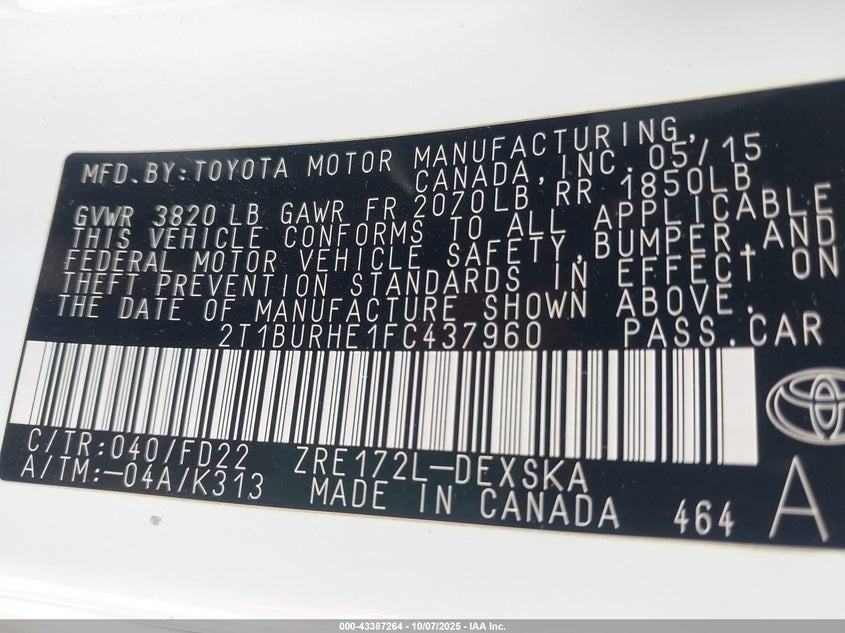 MFD.BY:TOYOTA MOTOR MANUFACTURING,
CANADA, INC. 05/15
GVWR 3820 LB GAWR FR 2070LB RR 1850LB
THIS VEHICLE CONFORMS TO ALL APPLICABLE
FEDERAL MOTOR VEHICLE SAFETY, BUMPER, AND
THEFT PREVENTION STANDARDS IN EFFECT ON
THE DATE OF MANUFACTURE SHOWN ABOVE.
2T1BURHE1FC437960 PASS.CAR
C/TR:040/FD22 ZRE172L-DEXSKA
A/TM:-04A/K313 MADE IN CANADA 464 A
000-43387264 - 10/07/2025 - IAA Inc.